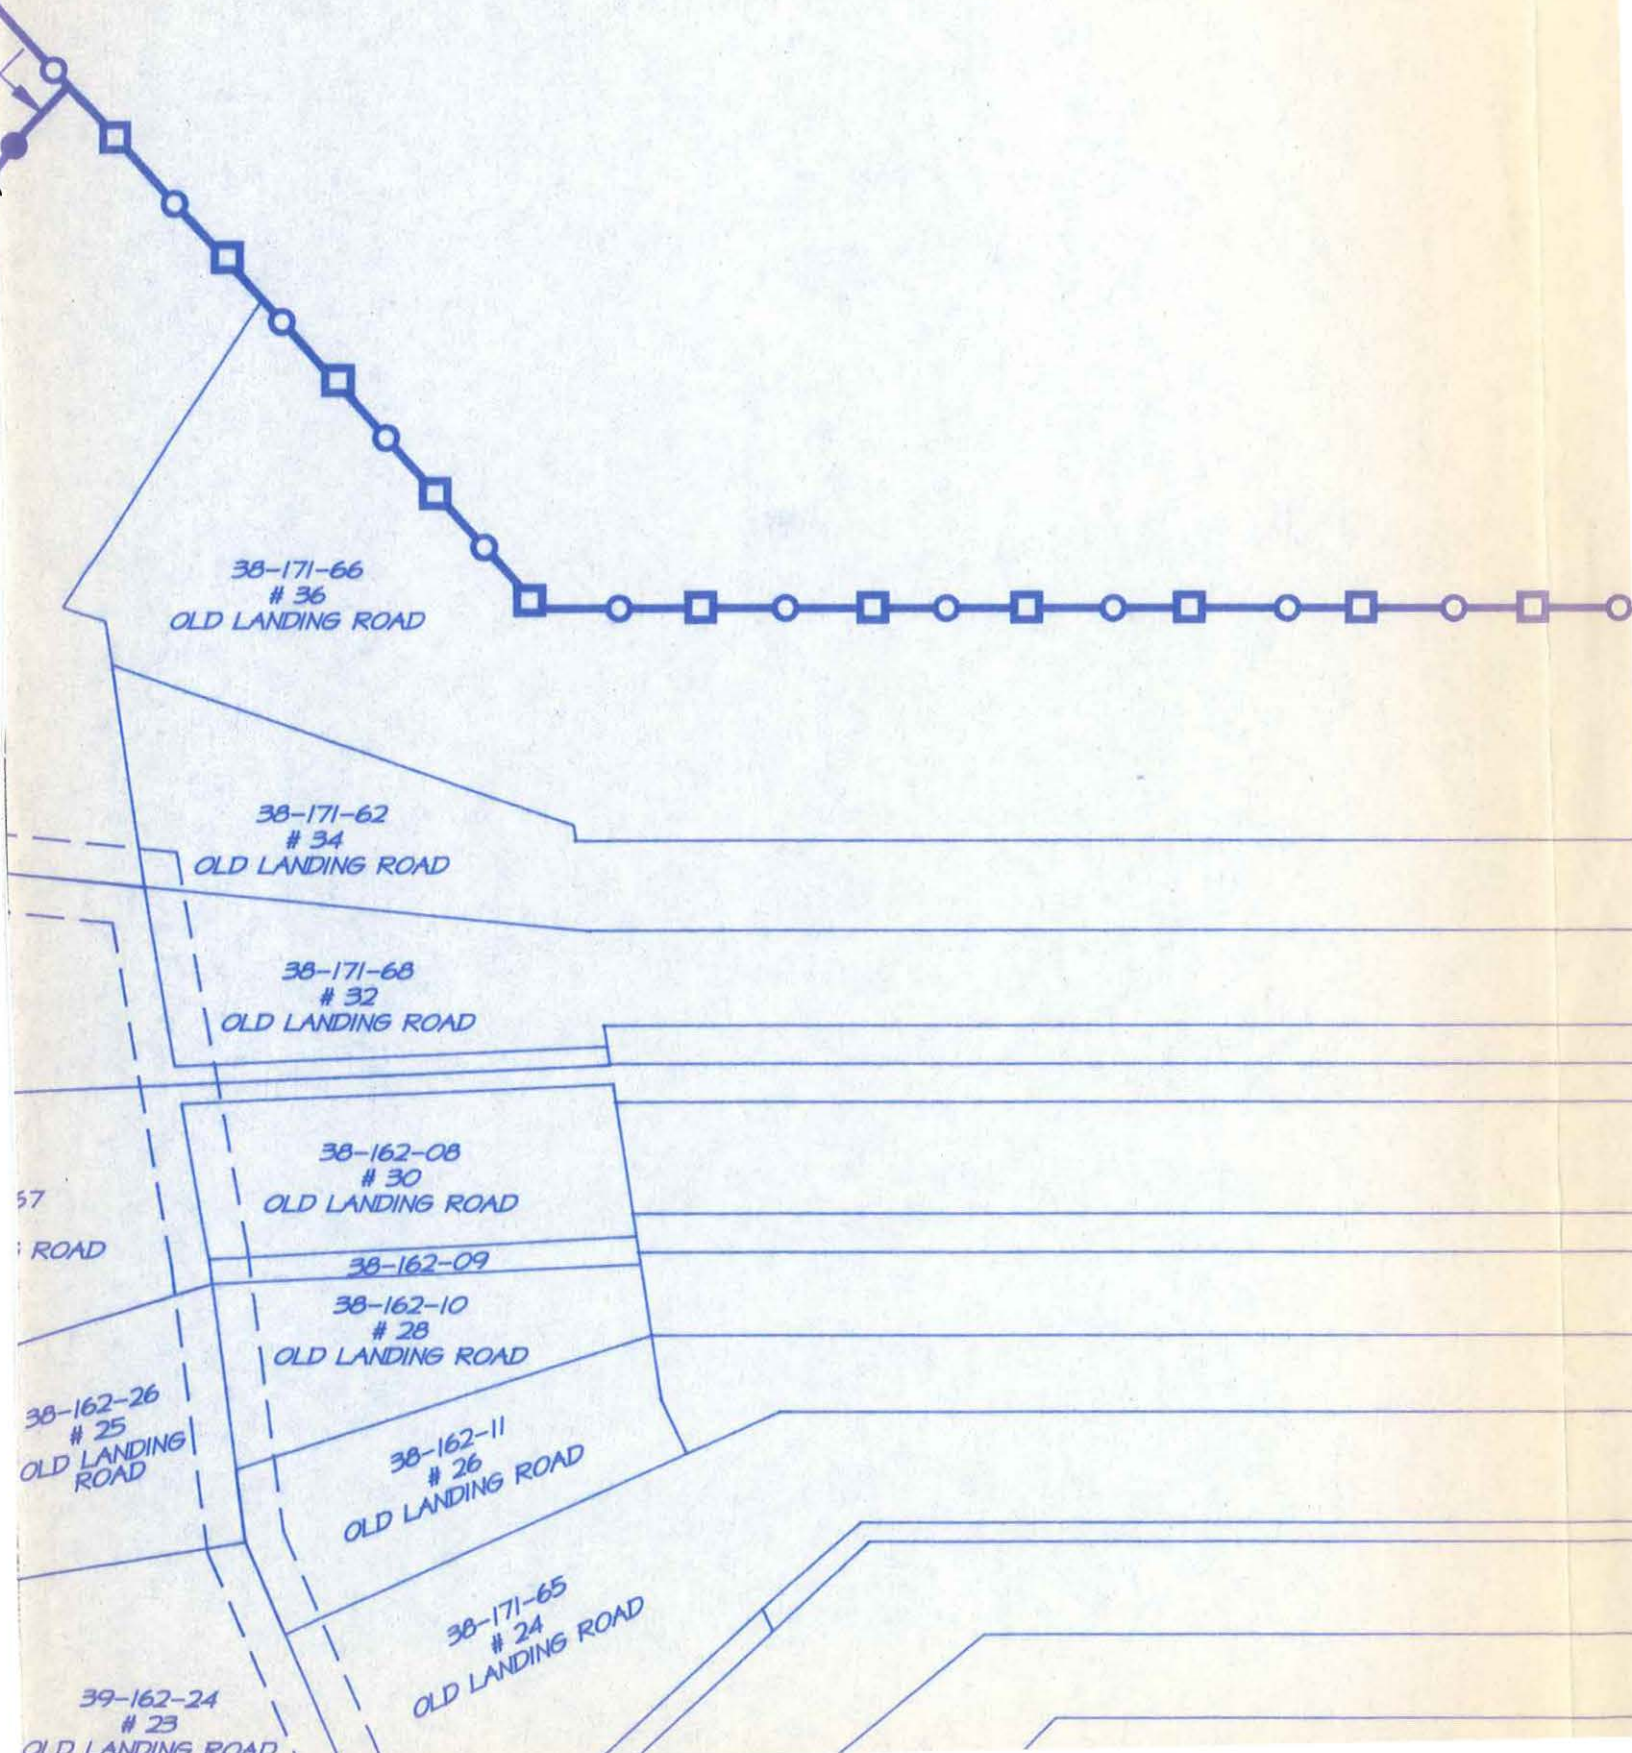 38-171-66
# 36
OLD LANDING ROAD
38-171-62
# 34
OLD LANDING ROAD
38-171-68
# 32
OLD LANDING ROAD
38-162-08
# 30
OLD LANDING ROAD
57
ROAD
38-162-09
38-162-10
# 28
OLD LANDING ROAD
38-162-26
# 25
OLD LANDING
ROAD
38-162-11
# 26
OLD LANDING ROAD
38-171-65
# 24
OLD LANDING ROAD
39-162-24
# 23
OLD LANDING ROAD